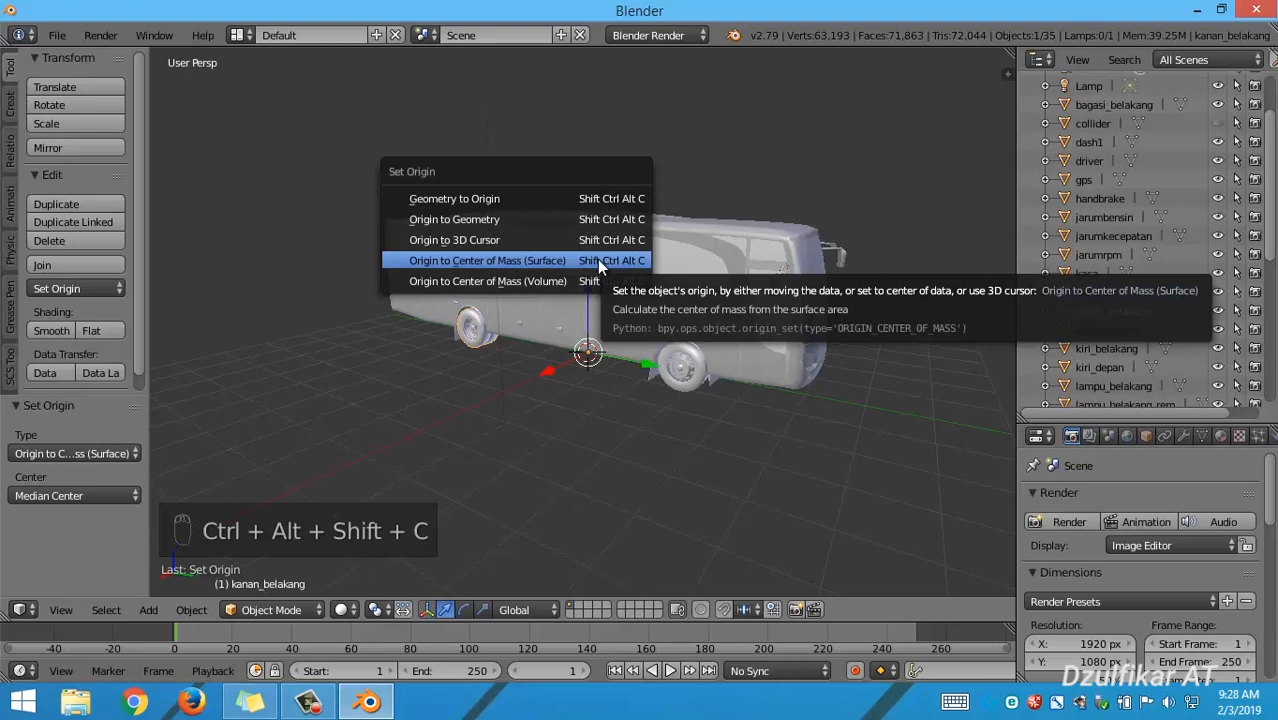 Blender
File Render Window Help Default Scene Blender Render v2.79 | Verts:63,193 | Faces:71,863 | Tris:72,044 | Objects:1/35 | Lamps:0/1 | Mem:39.25M | kanan_belakang
Transform
Translate
Rotate
Scale
Mirror
Edit
Duplicate
Duplicate Linked
Delete
Join
Set Origin
Shading:
Smooth Flat
Data Transfer:
Data Data La
Tool
Creat
Relatio
Animati
Physic
Grease Pen
SCS Too
Set Origin
Type
Origin to C...ss (Surface)
Center
Median Center
User Persp
Set Origin
Geometry to Origin Shift Ctrl Alt C
Origin to Geometry Shift Ctrl Alt C
Origin to 3D Cursor Shift Ctrl Alt C
Origin to Center of Mass (Surface) Shift Ctrl Alt C
Origin to Center of Mass (Volume) Shift
Set the object's origin, by either moving the data, or set to center of data, or use 3D cursor: Origin to Center of Mass (Surface)
Calculate the center of mass from the surface area
Python: bpy.ops.object.origin_set(type='ORIGIN_CENTER_OF_MASS')
Ctrl + Alt + Shift + C
Last: Set Origin
(1) kanan_belakang
View Search All Scenes
Lamp
bagasi_belakang
collider
dash1
driver
gps
handbrake
jarumbensin
jarumkecepatan
jarumrpm
kaca
kiri_belakang
kiri_depan
lampu_belakang
lampu_belakang_rem
Scene
Render
Render Animation Audio
Display: Image Editor
Dimensions
Render Presets
Resolution: Frame Range:
X: 1920 px Start Frame: 1
Y: 1080 px End Frame: 250
View Select Add Object Object Mode Global
-40 -20 0 20 40 60 80 100 120 140 160 180 200 220 240 260
View Marker Frame Playback Start: 1 End: 250 1 No Sync
Dzulfikar AT
9:28 AM
2/3/2019